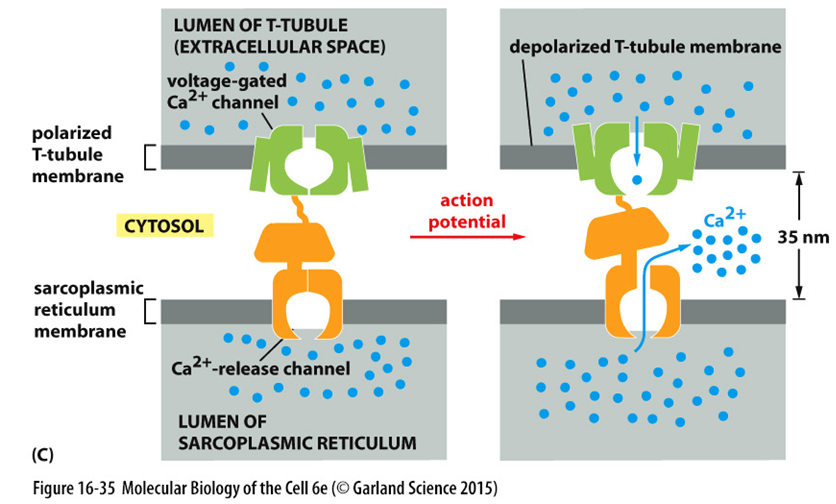 LUMEN OF T-TUBULE
(EXTRACELLULAR SPACE)
voltage-gated
Ca2+ channel
polarized
T-tubule
membrane
CYTOSOL
sarcoplasmic
reticulum
membrane
Ca2+-release channel
LUMEN OF
SARCOPLASMIC RETICULUM
action
potential
depolarized T-tubule membrane
Ca2+
35 nm
(C)
Figure 16-35 Molecular Biology of the Cell 6e (© Garland Science 2015)